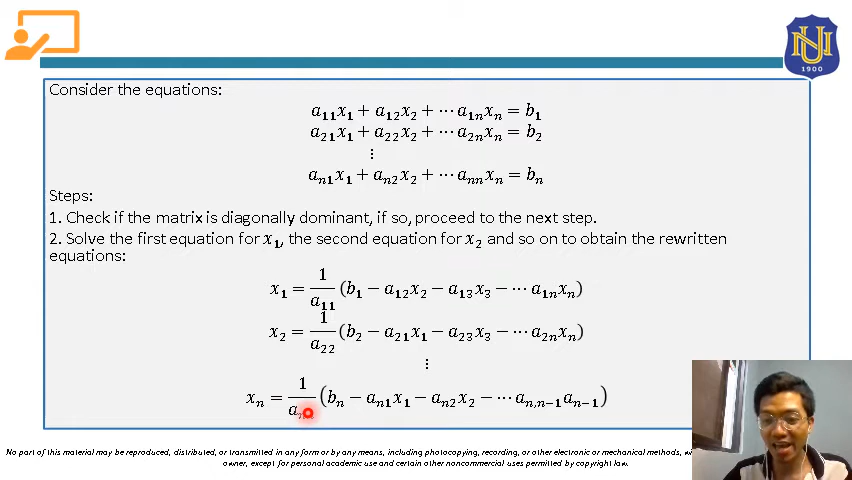 NU
1900
Consider the equations:
a₁₁x₁ + a₁₂x₂ + ⋯ a₁ₙxₙ = b₁
a₂₁x₁ + a₂₂x₂ + ⋯ a₂ₙxₙ = b₂
⋮
aₙ₁x₁ + aₙ₂x₂ + ⋯ aₙₙxₙ = bₙ
Steps:
1. Check if the matrix is diagonally dominant, if so, proceed to the next step.
2. Solve the first equation for x₁, the second equation for x₂ and so on to obtain the rewritten
equations:
x₁ = 1/a₁₁ (b₁ − a₁₂x₂ − a₁₃x₃ − ⋯ a₁ₙxₙ)
x₂ = 1/a₂₂ (b₂ − a₂₁x₁ − a₂₃x₃ − ⋯ a₂ₙxₙ)
⋮
xₙ = 1/aₙ (bₙ − aₙ₁x₁ − aₙ₂x₂ − ⋯ aₙ,ₙ₋₁aₙ₋₁)
No part of this material may be reproduced, distributed, or transmitted in any form or by any means, including photocopying, recording, or other electronic or mechanical methods,
owner, except for personal academic use and certain other noncommercial uses permitted by copyright law.